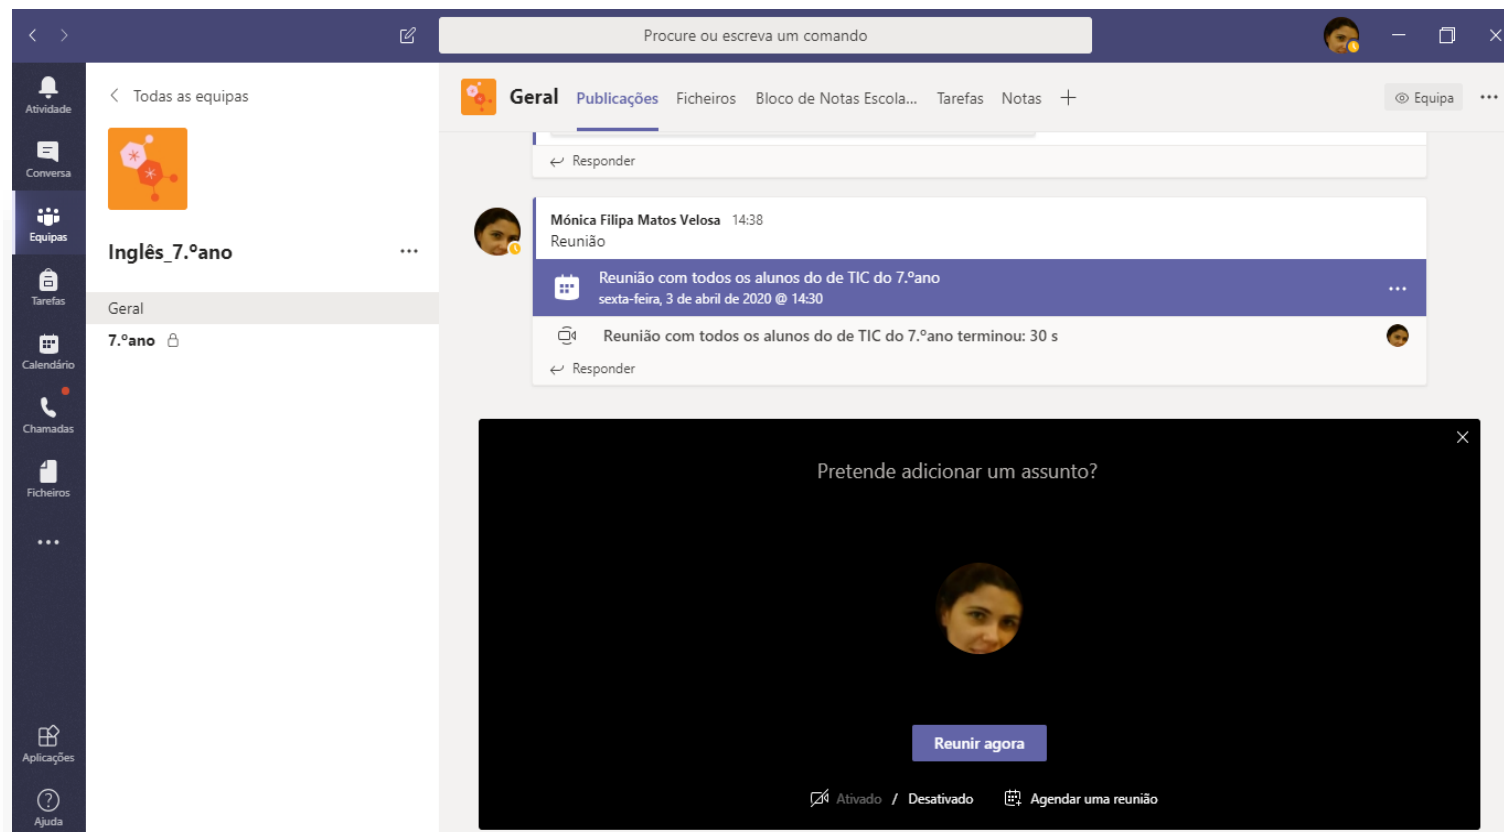 Procure ou escreva um comando
Atividade
Conversa
Equipas
Tarefas
Calendário
Chamadas
Ficheiros
Aplicações
Ajuda
Todas as equipas
Inglês_7.ºano
Geral
7.ºano
Geral Publicações Ficheiros Bloco de Notas Escola... Tarefas Notas
Equipa
Responder
Mónica Filipa Matos Velosa 14:38
Reunião
Reunião com todos os alunos do de TIC do 7.ºano
sexta-feira, 3 de abril de 2020 @ 14:30
Reunião com todos os alunos do de TIC do 7.ºano terminou: 30 s
Responder
Pretende adicionar um assunto?
Reunir agora
Ativado / Desativado Agendar uma reunião